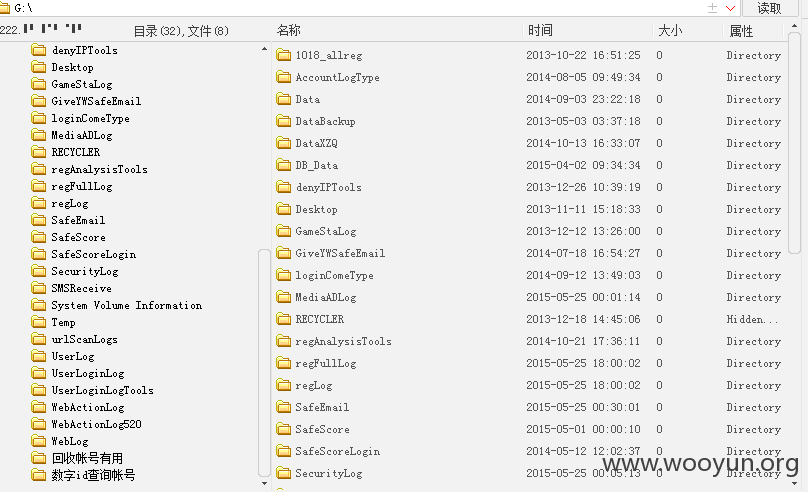 G:\
读取
222.
目录(32),文件(8)
名称
时间
大小
属性
denyIPTools
Desktop
GameStaLog
GiveYWSafeEmail
loginComeType
MediaADLog
RECYCLER
regAnalysisTools
regFullLog
regLog
SafeEmail
SafeScore
SafeScoreLogin
SecurityLog
SMSReceive
System Volume Information
Temp
urlScanLogs
UserLog
UserLoginLog
UserLoginLogTools
WebActionLog
WebActionLog520
WebLog
回收帐号有用
数字id查询帐号
1018_allreg 2013-10-22 16:51:25 0 Directory
AccountLogType 2014-08-05 09:49:34 0 Directory
Data 2014-09-03 23:22:18 0 Directory
DataBackup 2013-05-03 03:37:18 0 Directory
DataXZQ 2014-10-13 16:33:07 0 Directory
DB_Data 2015-04-02 09:34:34 0 Directory
denyIPTools 2013-12-26 10:39:19 0 Directory
Desktop 2013-11-11 15:18:33 0 Directory
GameStaLog 2013-12-12 13:26:00 0 Directory
GiveYWSafeEmail 2014-07-18 16:54:27 0 Directory
loginComeType 2014-09-12 13:49:03 0 Directory
MediaADLog 2015-05-25 00:01:14 0 Directory
RECYCLER 2013-12-18 14:45:06 0 Hidden...
regAnalysisTools 2014-10-21 17:36:11 0 Directory
regFullLog 2015-05-25 18:00:02 0 Directory
regLog 2015-05-25 18:00:02 0 Directory
SafeEmail 2015-05-25 00:30:01 0 Directory
SafeScore 2015-05-01 00:00:10 0 Directory
SafeScoreLogin 2014-05-12 12:02:37 0 Directory
SecurityLog 2015-05-25 00:05:13 0 Directory
www.wooyun.org